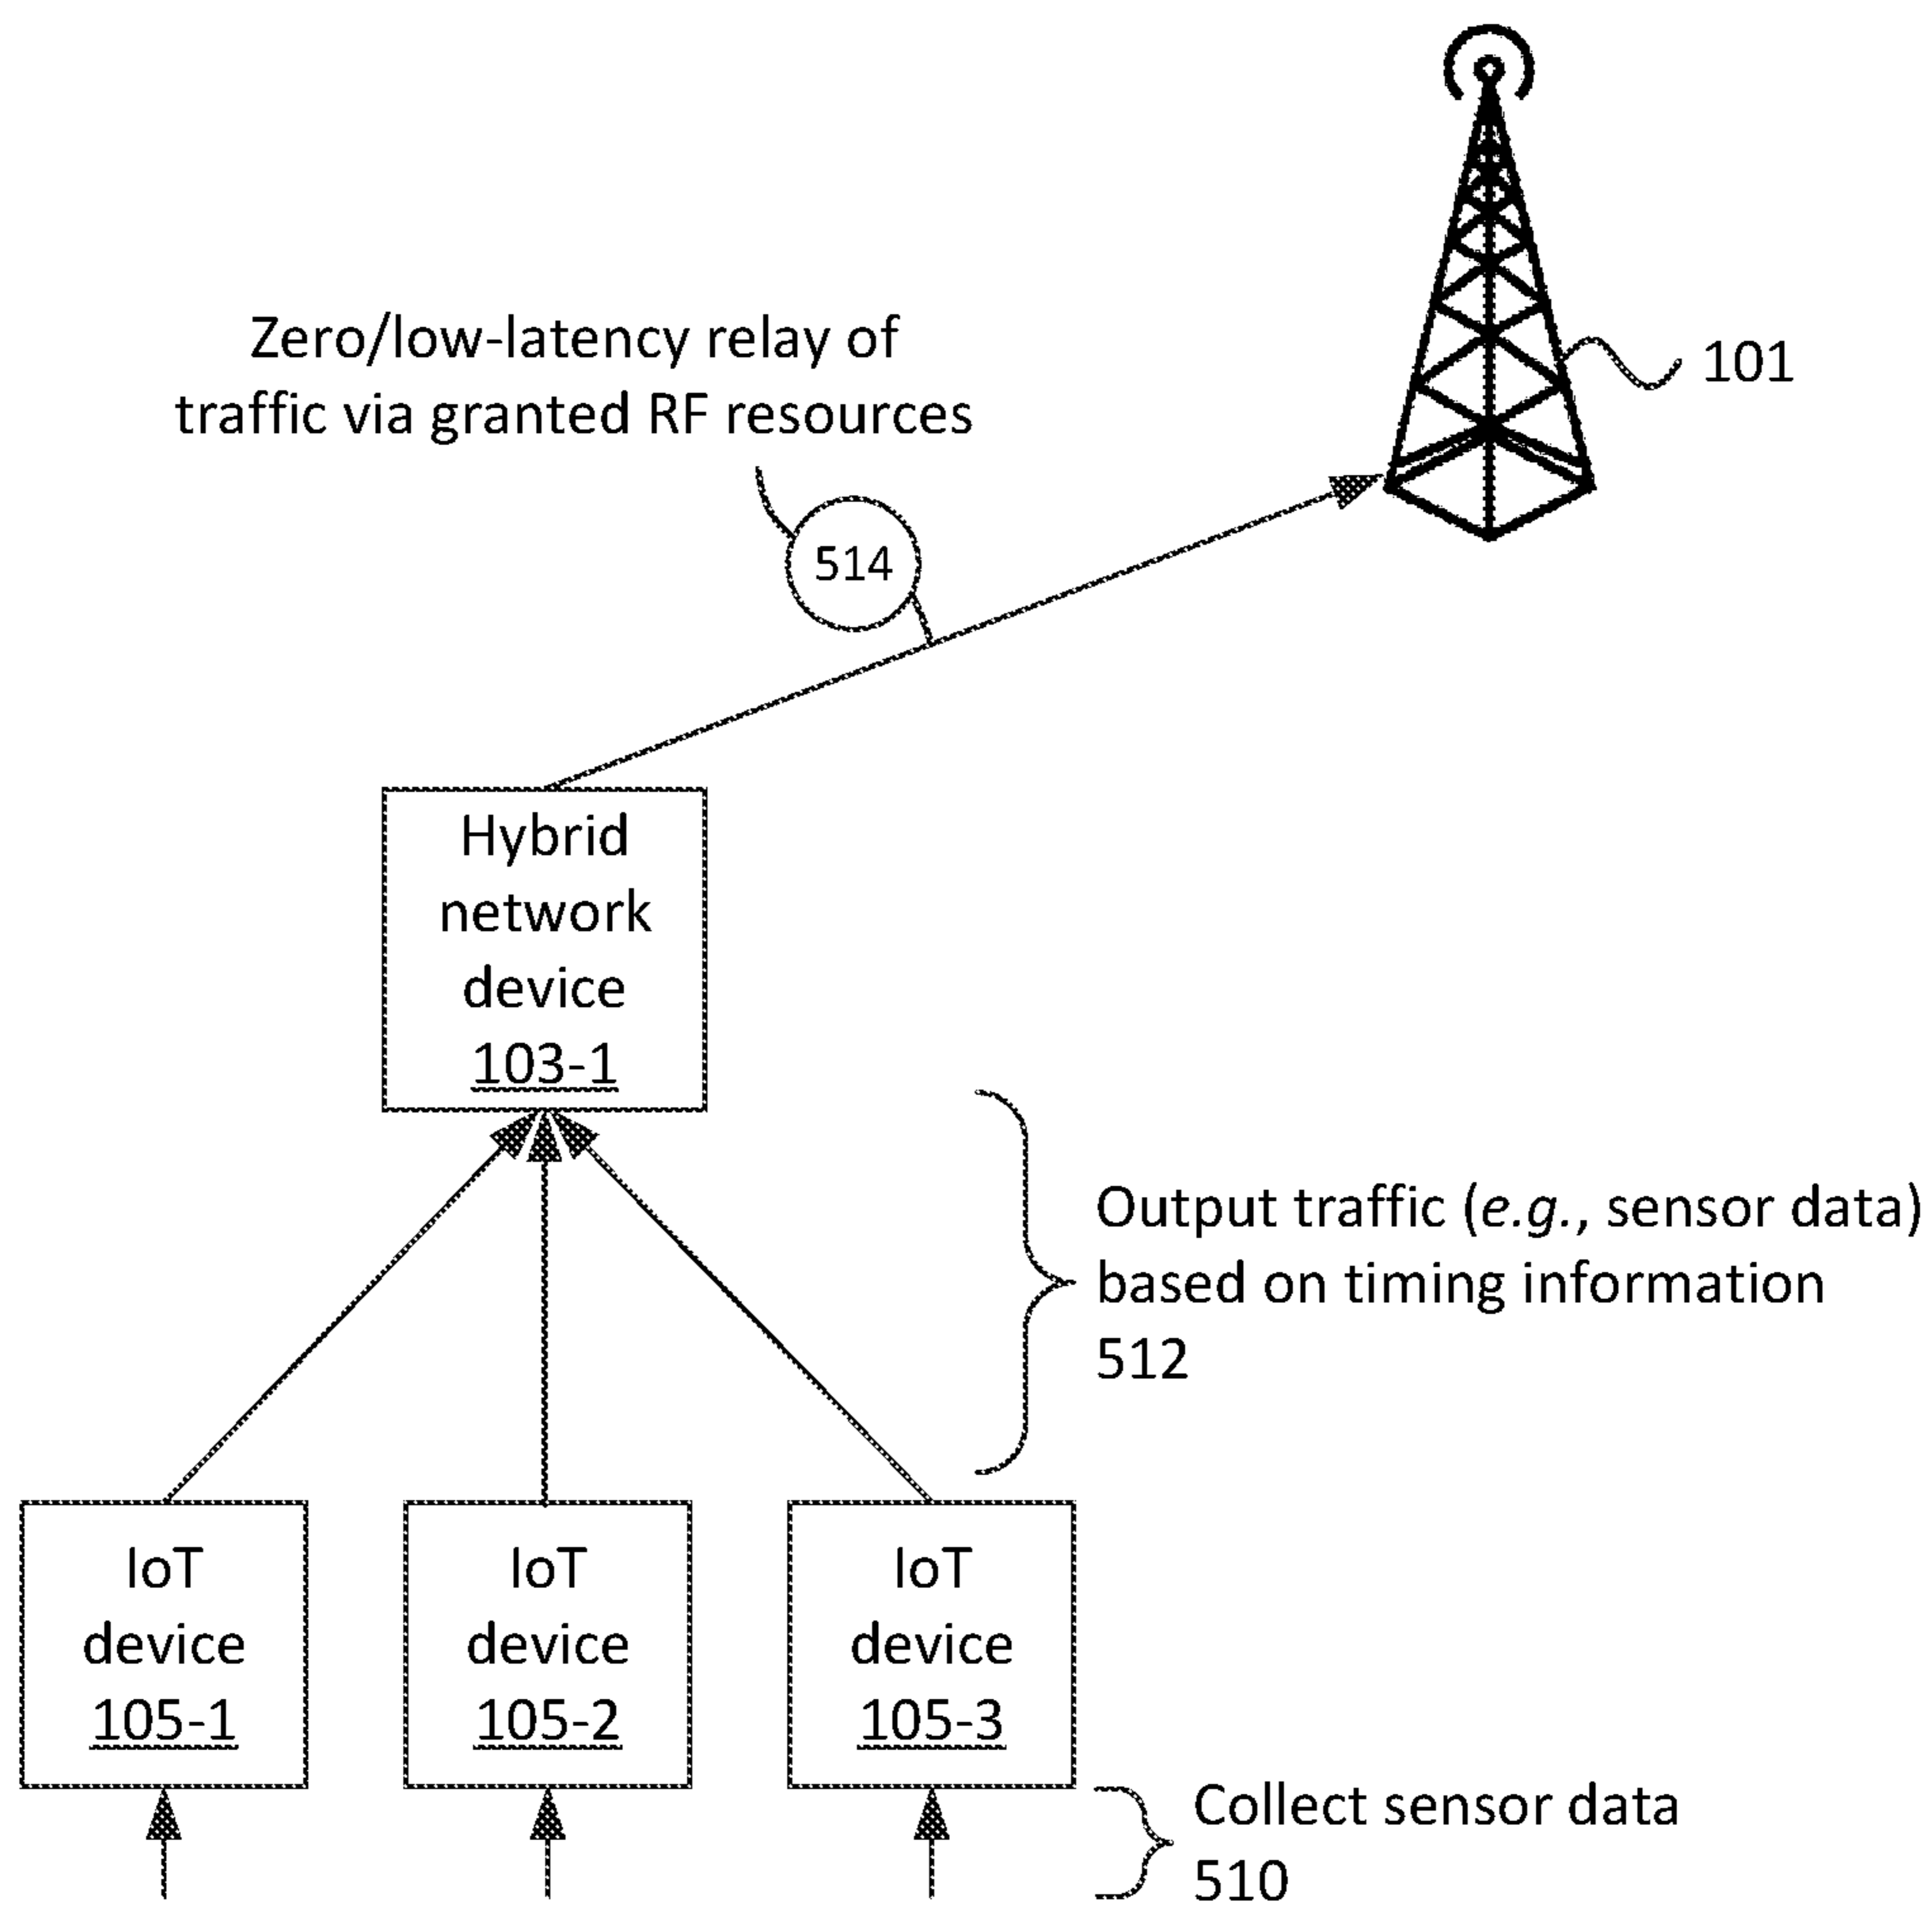 Zero/low-latency relay of
traffic via granted RF resources
101
514
Hybrid
network
device
103-1
Output traffic (e.g., sensor data)
based on timing information
512
IoT
device
105-1
IoT
device
105-2
IoT
device
105-3
Collect sensor data
510